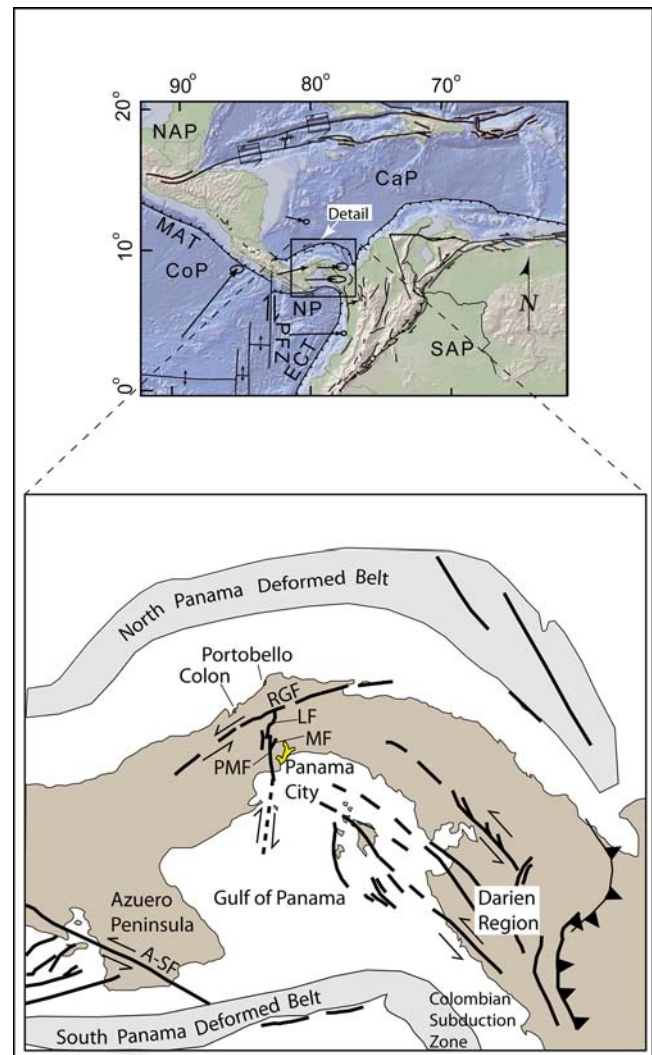 90°
80°
70°
20°
NAP
CaP
Detail
MAT
10°
CoP
NP
N
PFZ
ECT
SAP
0°
North Panama Deformed Belt
Portobello
Colon
RGF
LF
MF
PMF
Panama
City
Gulf of Panama
Darien
Region
Azuero
Peninsula
A-SF
South Panama Deformed Belt
Colombian
Subduction
Zone